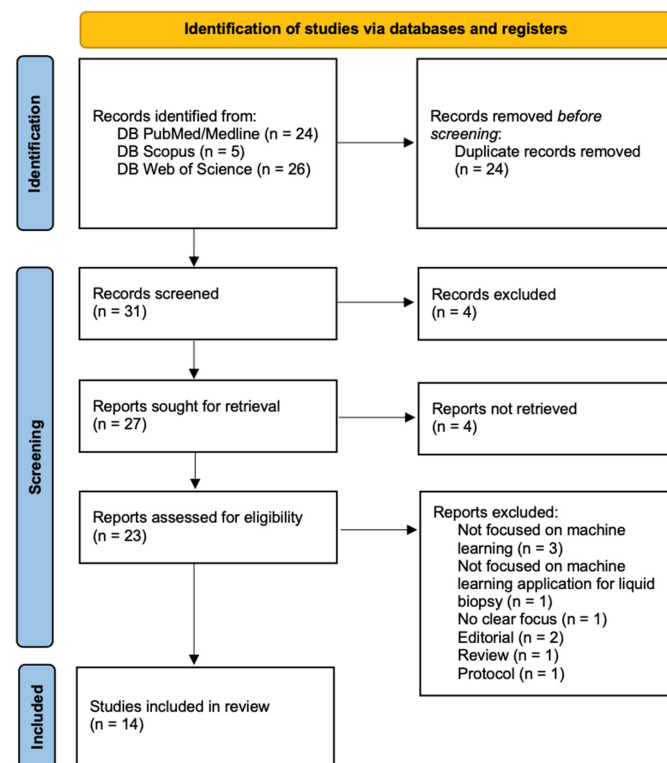 Identification of studies via databases and registers
Identification
Records identified from:
DB PubMed/Medline (n = 24)
DB Scopus (n = 5)
DB Web of Science (n = 26)
Records removed before
screening:
Duplicate records removed
(n = 24)
Screening
Records screened
(n = 31)
Records excluded
(n = 4)
Reports sought for retrieval
(n = 27)
Reports not retrieved
(n = 4)
Reports assessed for eligibility
(n = 23)
Reports excluded:
Not focused on machine
learning (n = 3)
Not focused on machine
learning application for liquid
biopsy (n = 1)
No clear focus (n = 1)
Editorial (n = 2)
Review (n = 1)
Protocol (n = 1)
Included
Studies included in review
(n = 14)